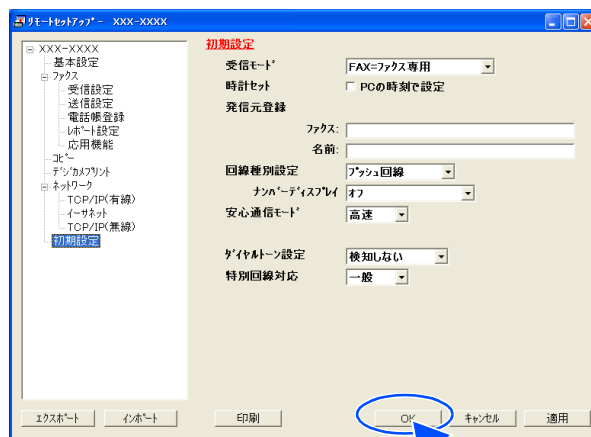 リモートセットアップ - XXX-XXXX
XXX-XXXX
基本設定
ファクス
受信設定
送信設定
電話帳登録
レポート設定
応用機能
コピー
デジカメプリント
ネットワーク
TCP/IP(有線)
イーサネット
TCP/IP(無線)
初期設定
初期設定
受信モード FAX=ファクス専用
時計セット PCの時刻で設定
発信元登録
ファクス:
名前:
回線種別設定 プッシュ回線
ナンバーディスプレイ オフ
安心通信モード 高速
ダイヤルトーン設定 検知しない
特別回線対応 一般
エクスポート インポート 印刷 OK キャンセル 適用